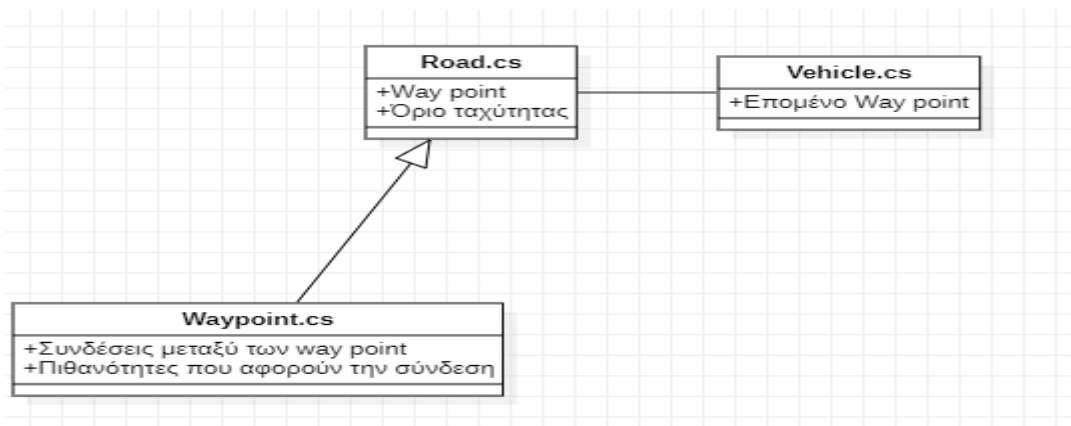 Road.cs
+Way point
+Όριο ταχύτητας
Vehicle.cs
+Επομένο Way point
Waypoint.cs
+Συνδέσεις μεταξύ των way point
+Πιθανότητες που αφορούν την σύνδεση